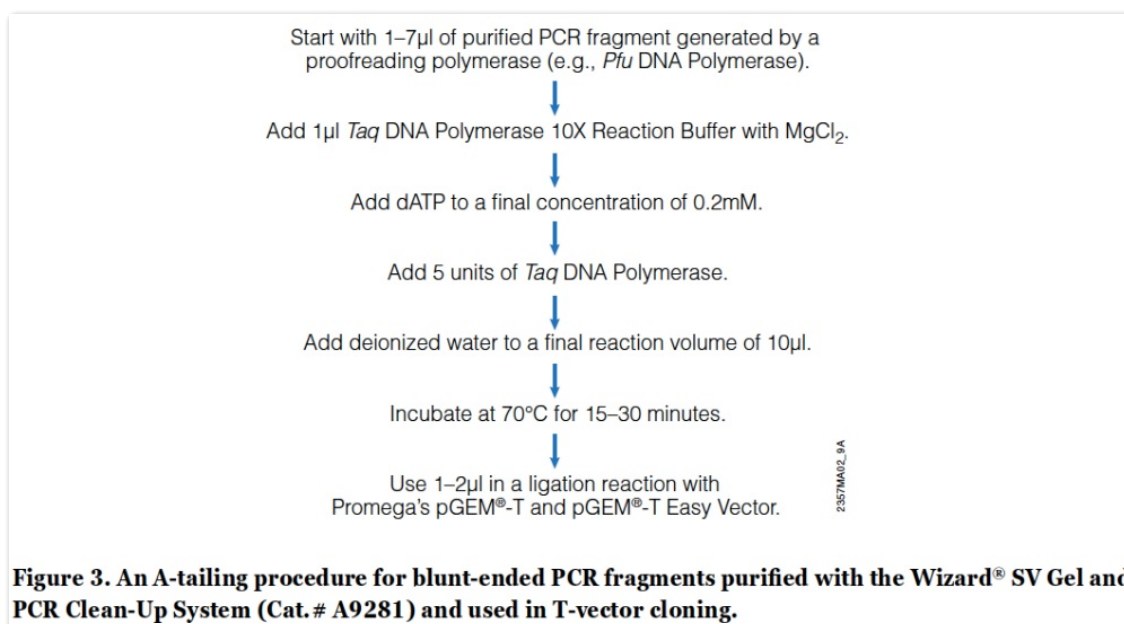 Start with 1–7µl of purified PCR fragment generated by a
proofreading polymerase (e.g., Pfu DNA Polymerase).
Add 1µl Taq DNA Polymerase 10X Reaction Buffer with MgCl₂.
Add dATP to a final concentration of 0.2mM.
Add 5 units of Taq DNA Polymerase.
Add deionized water to a final reaction volume of 10µl.
Incubate at 70°C for 15–30 minutes.
Use 1–2µl in a ligation reaction with
Promega’s pGEM®-T and pGEM®-T Easy Vector.
2357MA02_9A
Figure 3. An A-tailing procedure for blunt-ended PCR fragments purified with the Wizard® SV Gel and
PCR Clean-Up System (Cat.# A9281) and used in T-vector cloning.